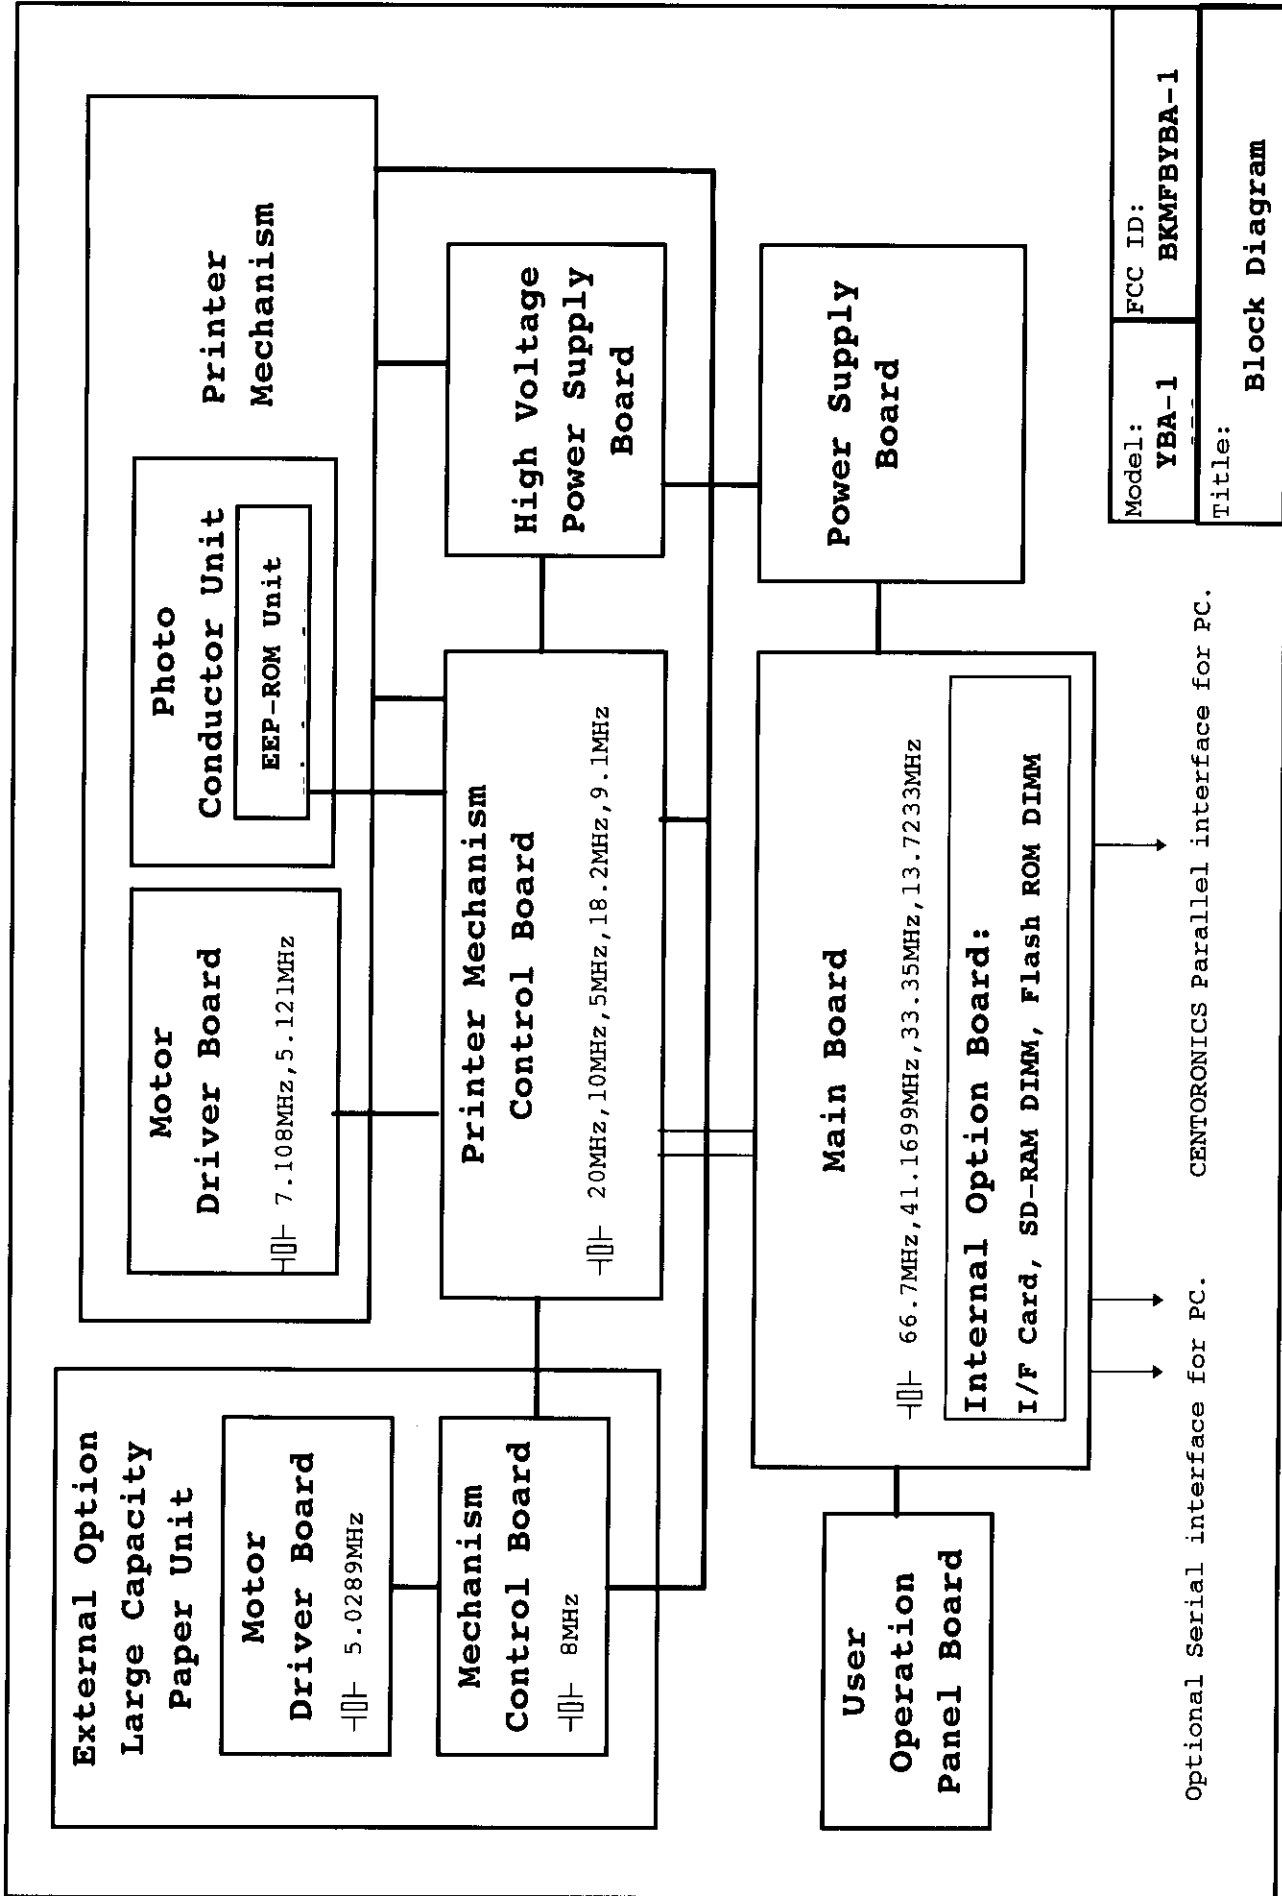 External Option
Large Capacity
Paper Unit
Motor
Driver Board
5.0289MHz
Mechanism
Control Board
8MHz
Printer
Mechanism
Motor
Driver Board
7.108MHz,5.121MHz
Photo
Conductor Unit
EEP-ROM Unit
Printer Mechanism
Control Board
20MHz,10MHz,5MHz,18.2MHz,9.1MHz
High Voltage
Power Supply
Board
User
Operation
Panel Board
Main Board
66.7MHz,41.1699MHz,33.35MHz,13.7233MHz
Internal Option Board:
I/F Card, SD-RAM DIMM, Flash ROM DIMM
Power Supply
Board
Optional Serial interface for PC.
CENTORONICS Parallel interface for PC.
Model:
YBA-1
FCC ID:
BKMFBYBA-1
Title:
Block Diagram